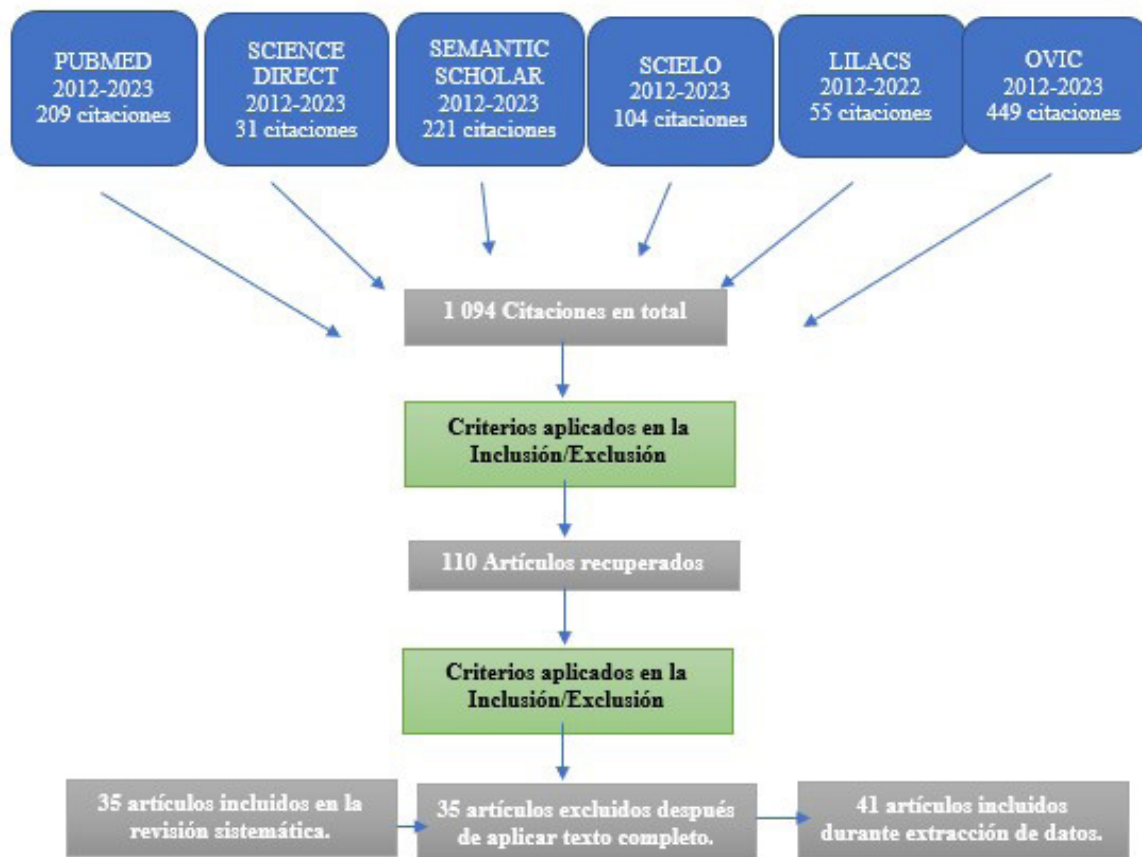 PUBMED
2012-2023
209 citaciones
SCIENCE
DIRECT
2012-2023
31 citaciones
SEMANTIC
SCHOLAR
2012-2023
221 citaciones
SCIELO
2012-2023
104 citaciones
LILACS
2012-2022
55 citaciones
OVIC
2012-2023
449 citaciones
1 094 Citaciones en total
Criterios aplicados en la
Inclusión/Exclusión
110 Artículos recuperados
Criterios aplicados en la
Inclusión/Exclusión
35 artículos incluidos en la
revisión sistemática.
35 artículos excluidos después
de aplicar texto completo.
41 artículos incluidos
durante extracción de datos.